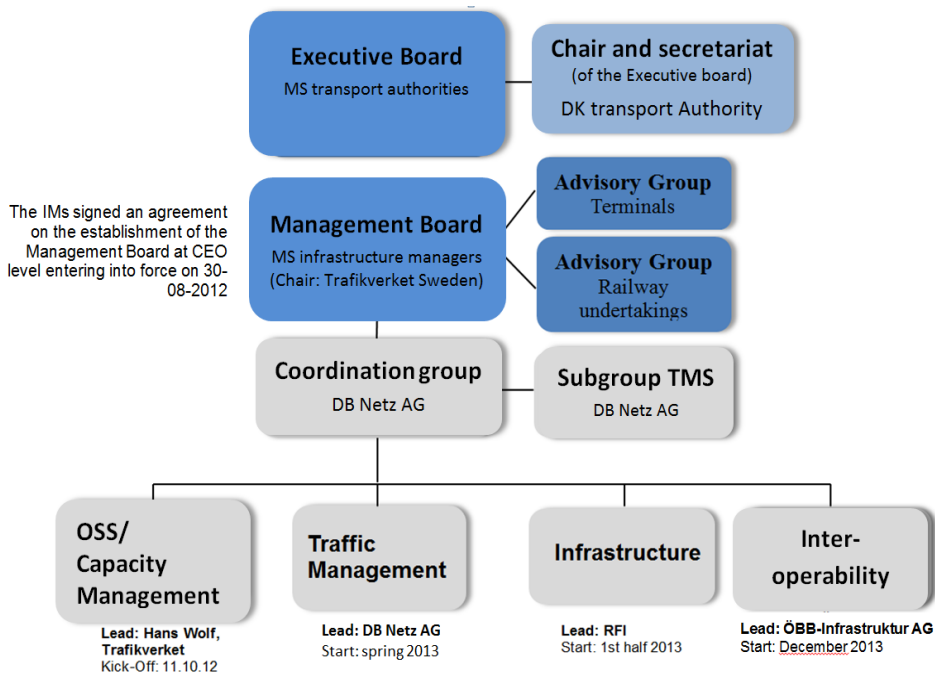 Executive Board
MS transport authorities
Chair and secretariat
(of the Executive board)
DK transport Authority
The IMs signed an agreement
on the establishment of the
Management Board at CEO
level entering into force on 30-
08-2012
Management Board
MS infrastructure managers
(Chair: Trafikverket Sweden)
Advisory Group
Terminals
Advisory Group
Railway
undertakings
Coordination group
DB Netz AG
Subgroup TMS
DB Netz AG
OSS/
Capacity
Management
Lead: Hans Wolf,
Trafikverket
Kick-Off: 11.10.12
Traffic
Management
Lead: DB Netz AG
Start: spring 2013
Infrastructure
Lead: RFI
Start: 1st half 2013
Inter-
operability
Lead: ÖBB-Infrastruktur AG
Start: December 2013